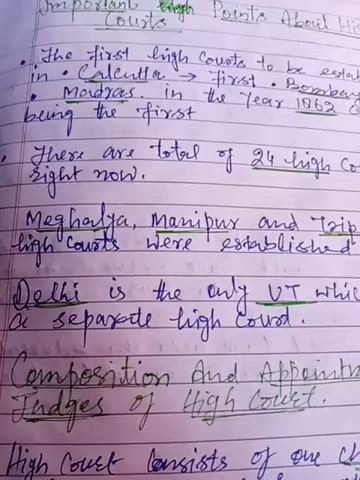 Important Points About Hi
Courts
• The first high Courts to be esta
in • Calcutta → first • Bombay
• Madras. in the year 1862
being the first
• There are total of 24 high Co
right now.
Meghalya, Manipur and Trip
high Courts were established
Delhi is the only UT whic
a separate high Court.
Composition And Appointm
Judges of High Court.
High Court Consists of one Ch